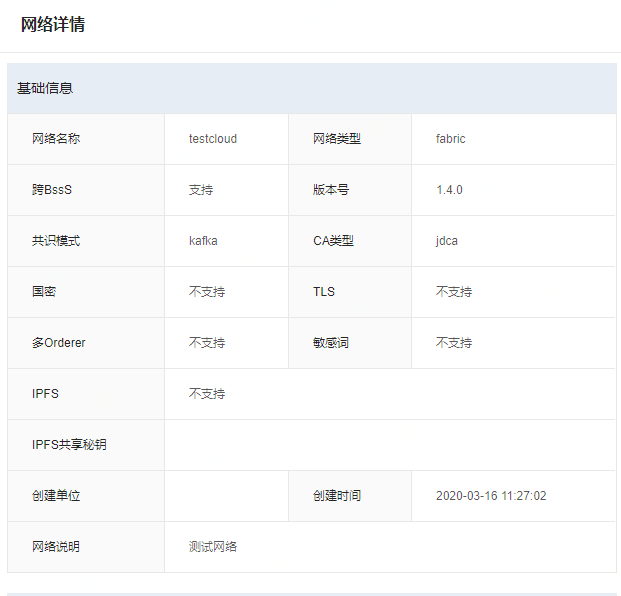 网络详情
基础信息
网络名称 testcloud 网络类型 fabric
跨BssS 支持 版本号 1.4.0
共识模式 kafka CA类型 jdca
国密 不支持 TLS 不支持
多Orderer 不支持 敏感词 不支持
IPFS 不支持
IPFS共享秘钥
创建单位 创建时间 2020-03-16 11:27:02
网络说明 测试网络